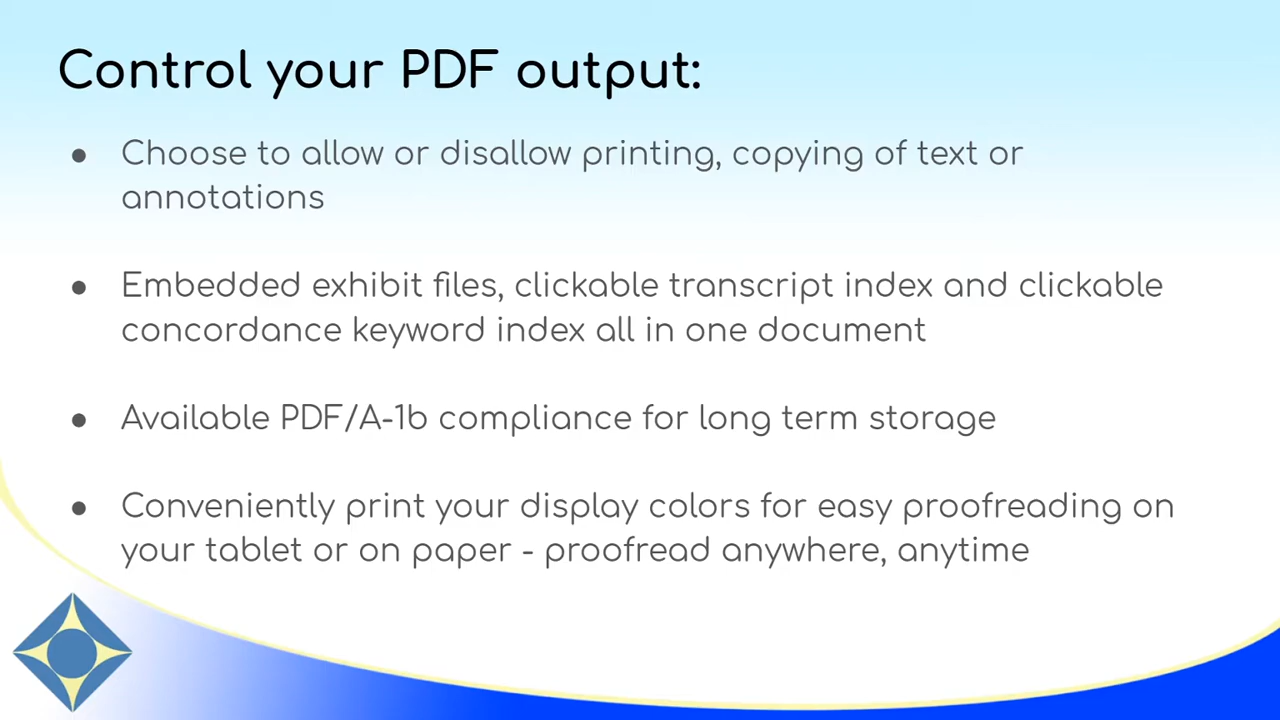 Control your PDF output:
● Choose to allow or disallow printing, copying of text or
annotations
● Embedded exhibit files, clickable transcript index and clickable
concordance keyword index all in one document
● Available PDF/A-1b compliance for long term storage
● Conveniently print your display colors for easy proofreading on
your tablet or on paper - proofread anywhere, anytime